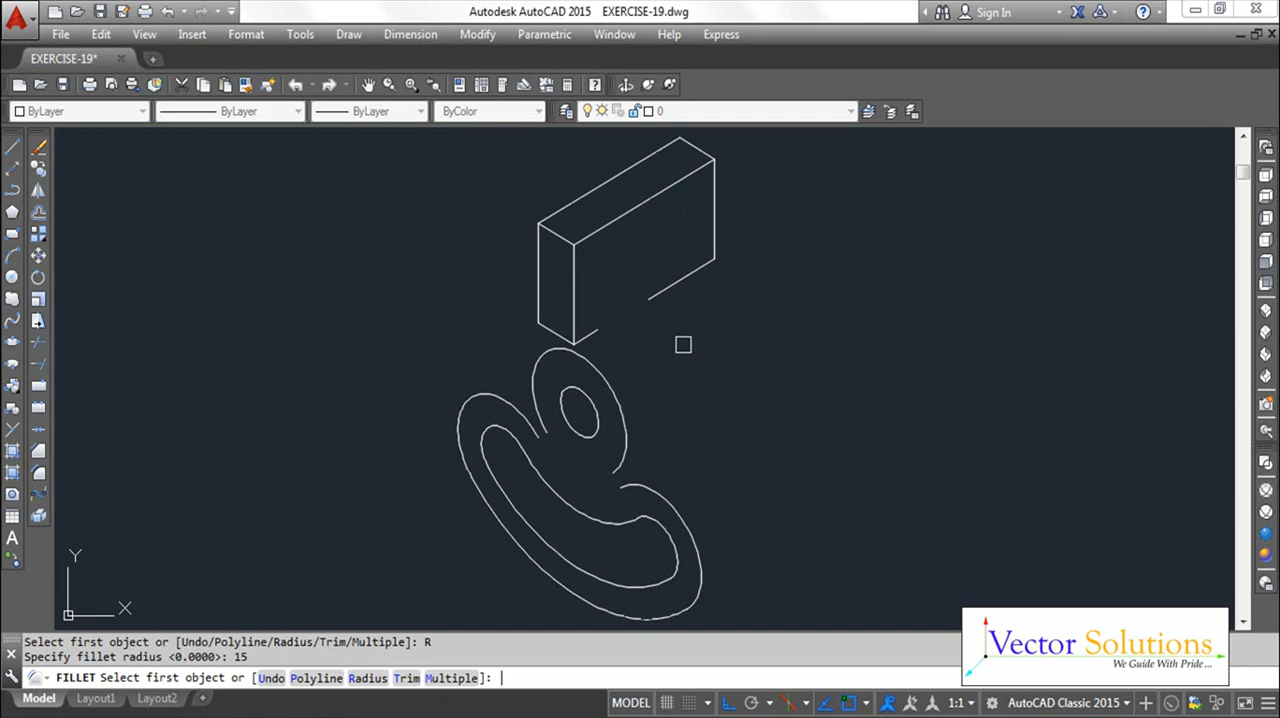 Autodesk AutoCAD 2015 EXERCISE-19.dwg
Sign In
File Edit View Insert Format Tools Draw Dimension Modify Parametric Window Help Express
EXERCISE-19*
ByLayer ByLayer ByLayer ByColor 0
Y
X
A
Select first object or [Undo/Polyline/Radius/Trim/Multiple]: R
Specify fillet radius <0.0000>: 15
FILLET Select first object or [Undo Polyline Radius Trim Multiple]:
Vector Solutions
We Guide With Pride...
Model Layout1 Layout2 +
MODEL 1:1 AutoCAD Classic 2015